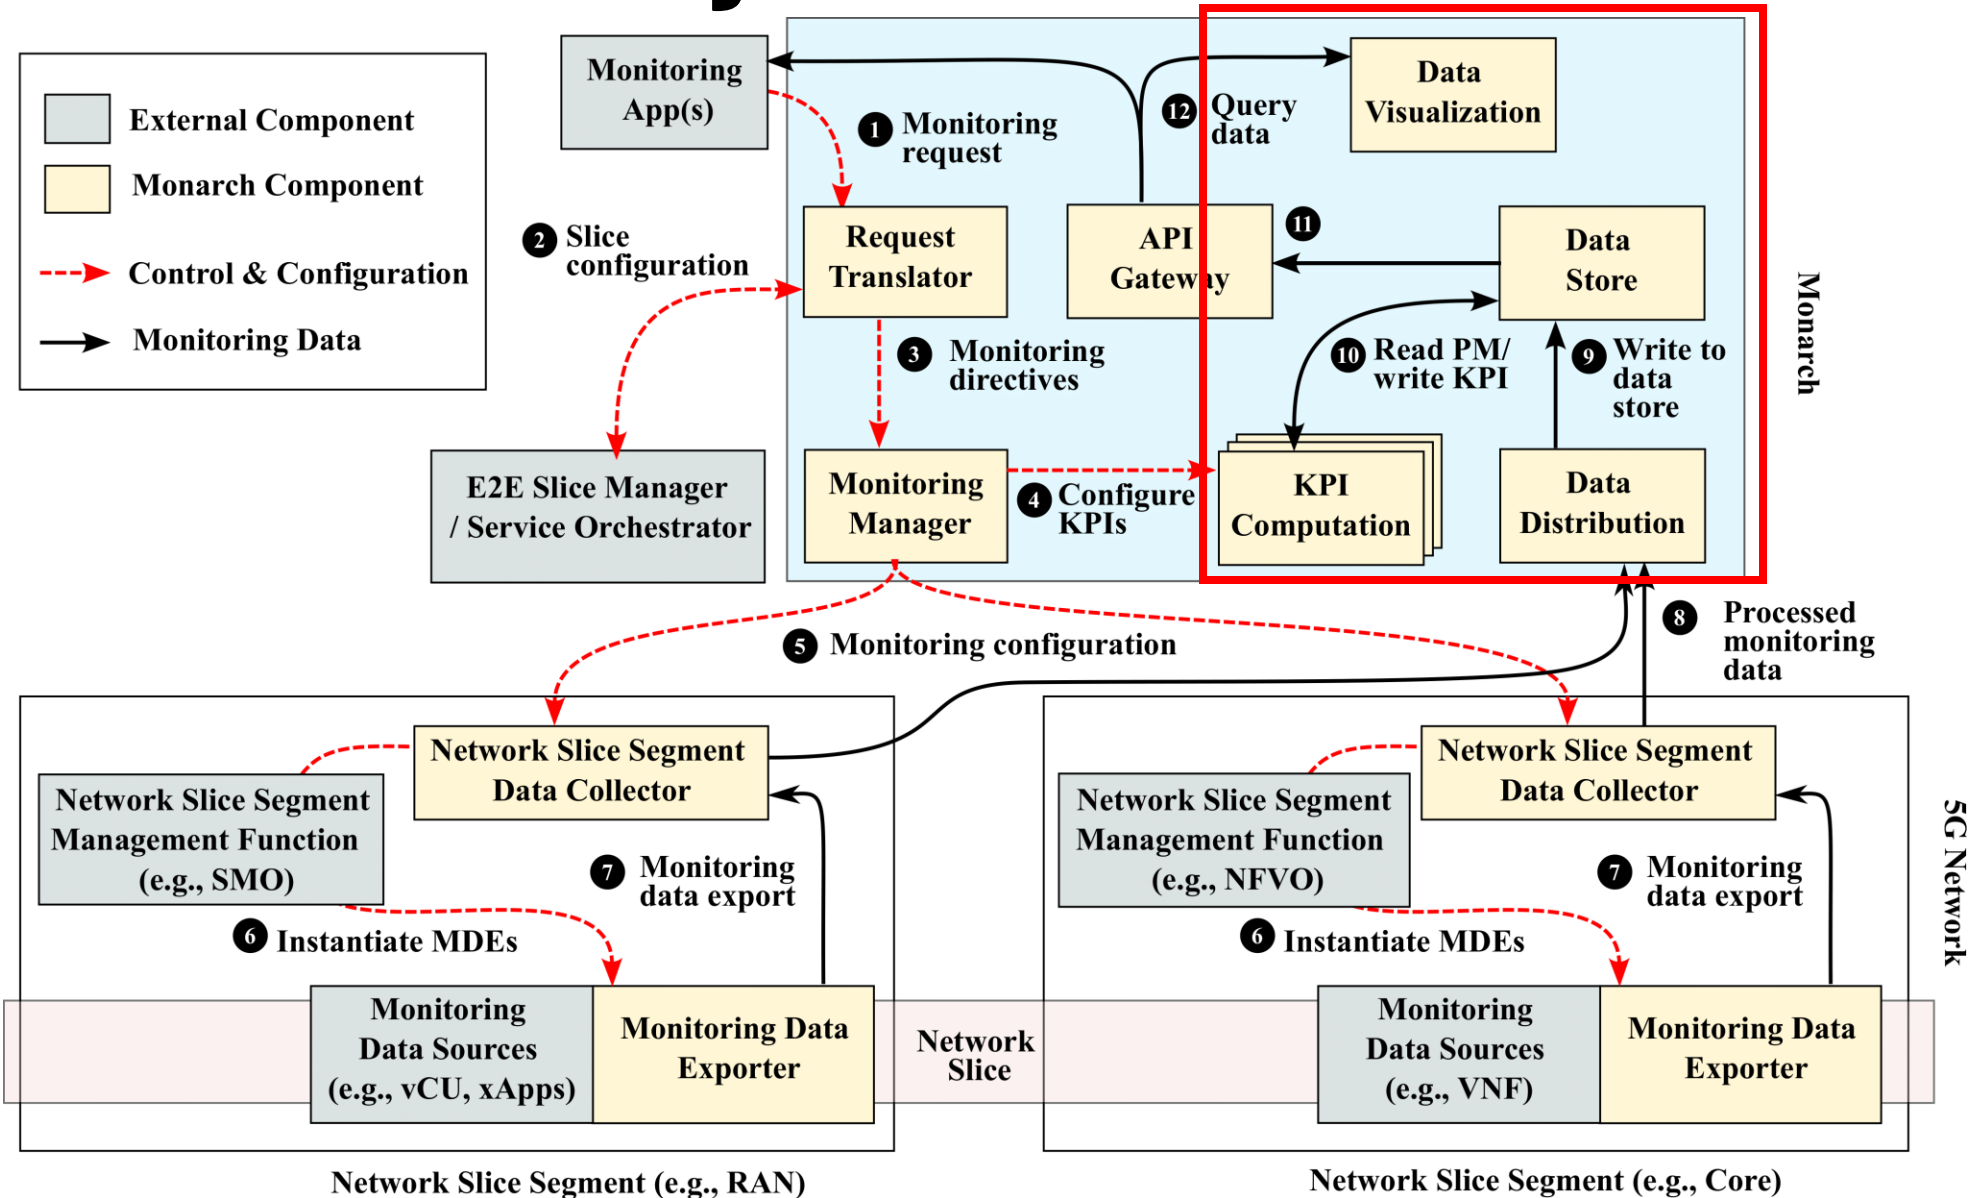 External Component
Monarch Component
Control & Configuration
Monitoring Data
Monitoring
App(s)
1 Monitoring
request
12 Query
data
Data
Visualization
2 Slice
configuration
Request
Translator
API
Gateway
11
Data
Store
Monarch
3 Monitoring
directives
10 Read PM/
write KPI
9 Write to
data
store
E2E Slice Manager
/ Service Orchestrator
Monitoring
Manager
4 Configure
KPIs
KPI
Computation
Data
Distribution
5 Monitoring configuration
8 Processed
monitoring
data
Network Slice Segment
Data Collector
Network Slice Segment
Management Function
(e.g., SMO)
7 Monitoring
data export
6 Instantiate MDEs
Monitoring
Data Sources
(e.g., vCU, xApps)
Monitoring Data
Exporter
Network
Slice
Network Slice Segment
Data Collector
Network Slice Segment
Management Function
(e.g., NFVO)
7 Monitoring
data export
6 Instantiate MDEs
Monitoring
Data Sources
(e.g., VNF)
Monitoring Data
Exporter
5G Network
Network Slice Segment (e.g., RAN)
Network Slice Segment (e.g., Core)